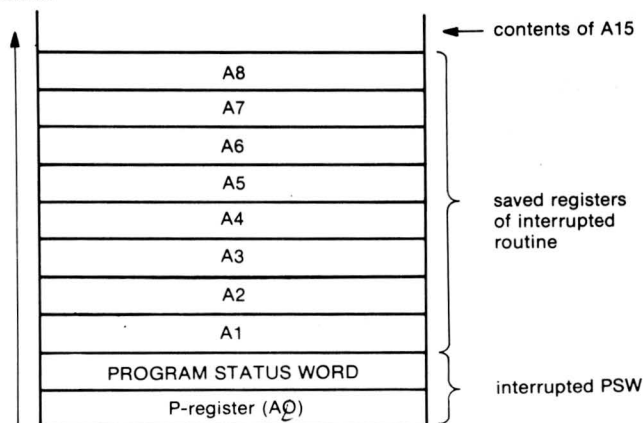 contents of A15
A8
A7
A6
A5
A4
A3
A2
A1
saved registers
of interrupted
routine
PROGRAM STATUS WORD
P-register (A0)
interrupted PSW